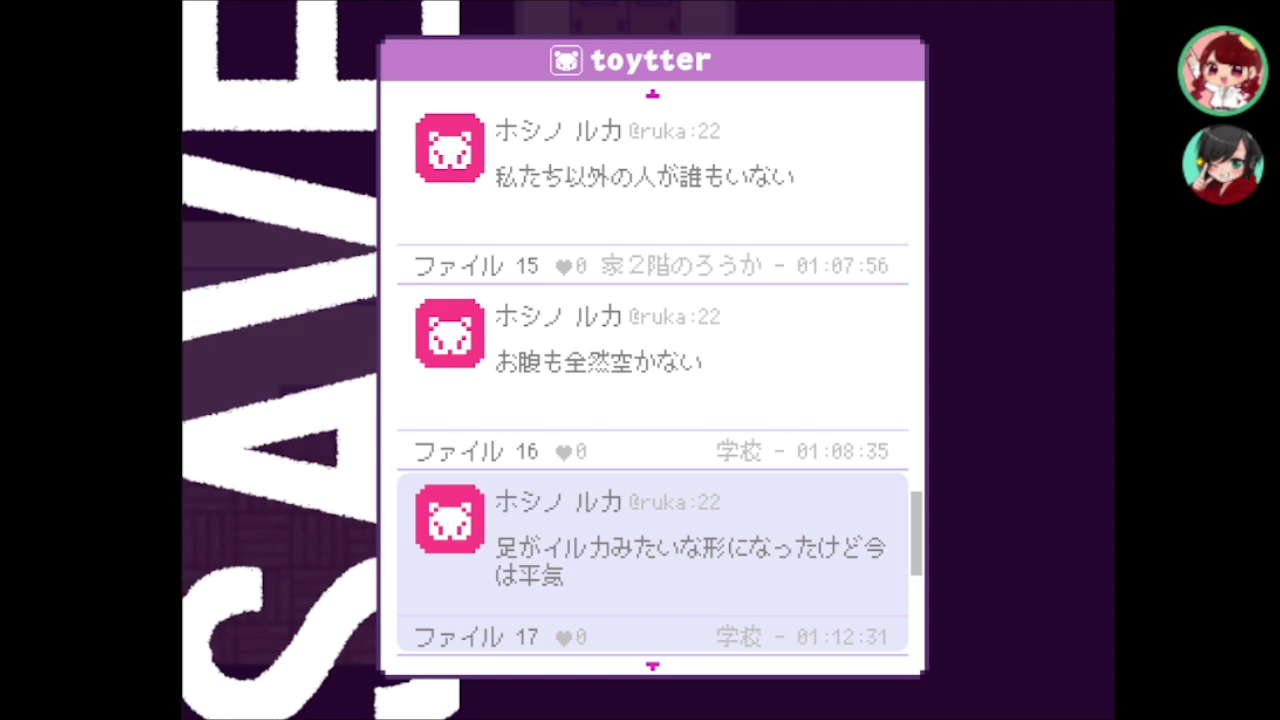 SAVE
toytter
ホシノ ルカ @ruka:22
私たち以外の人が誰もいない
ファイル 15 ♥0 家２階のろうか - 01:07:56
ホシノ ルカ @ruka:22
お腹も全然空かない
ファイル 16 ♥0 学校 - 01:08:35
ホシノ ルカ @ruka:22
足がイルカみたいな形になったけど今
は平気
ファイル 17 ♥0 学校 - 01:12:31